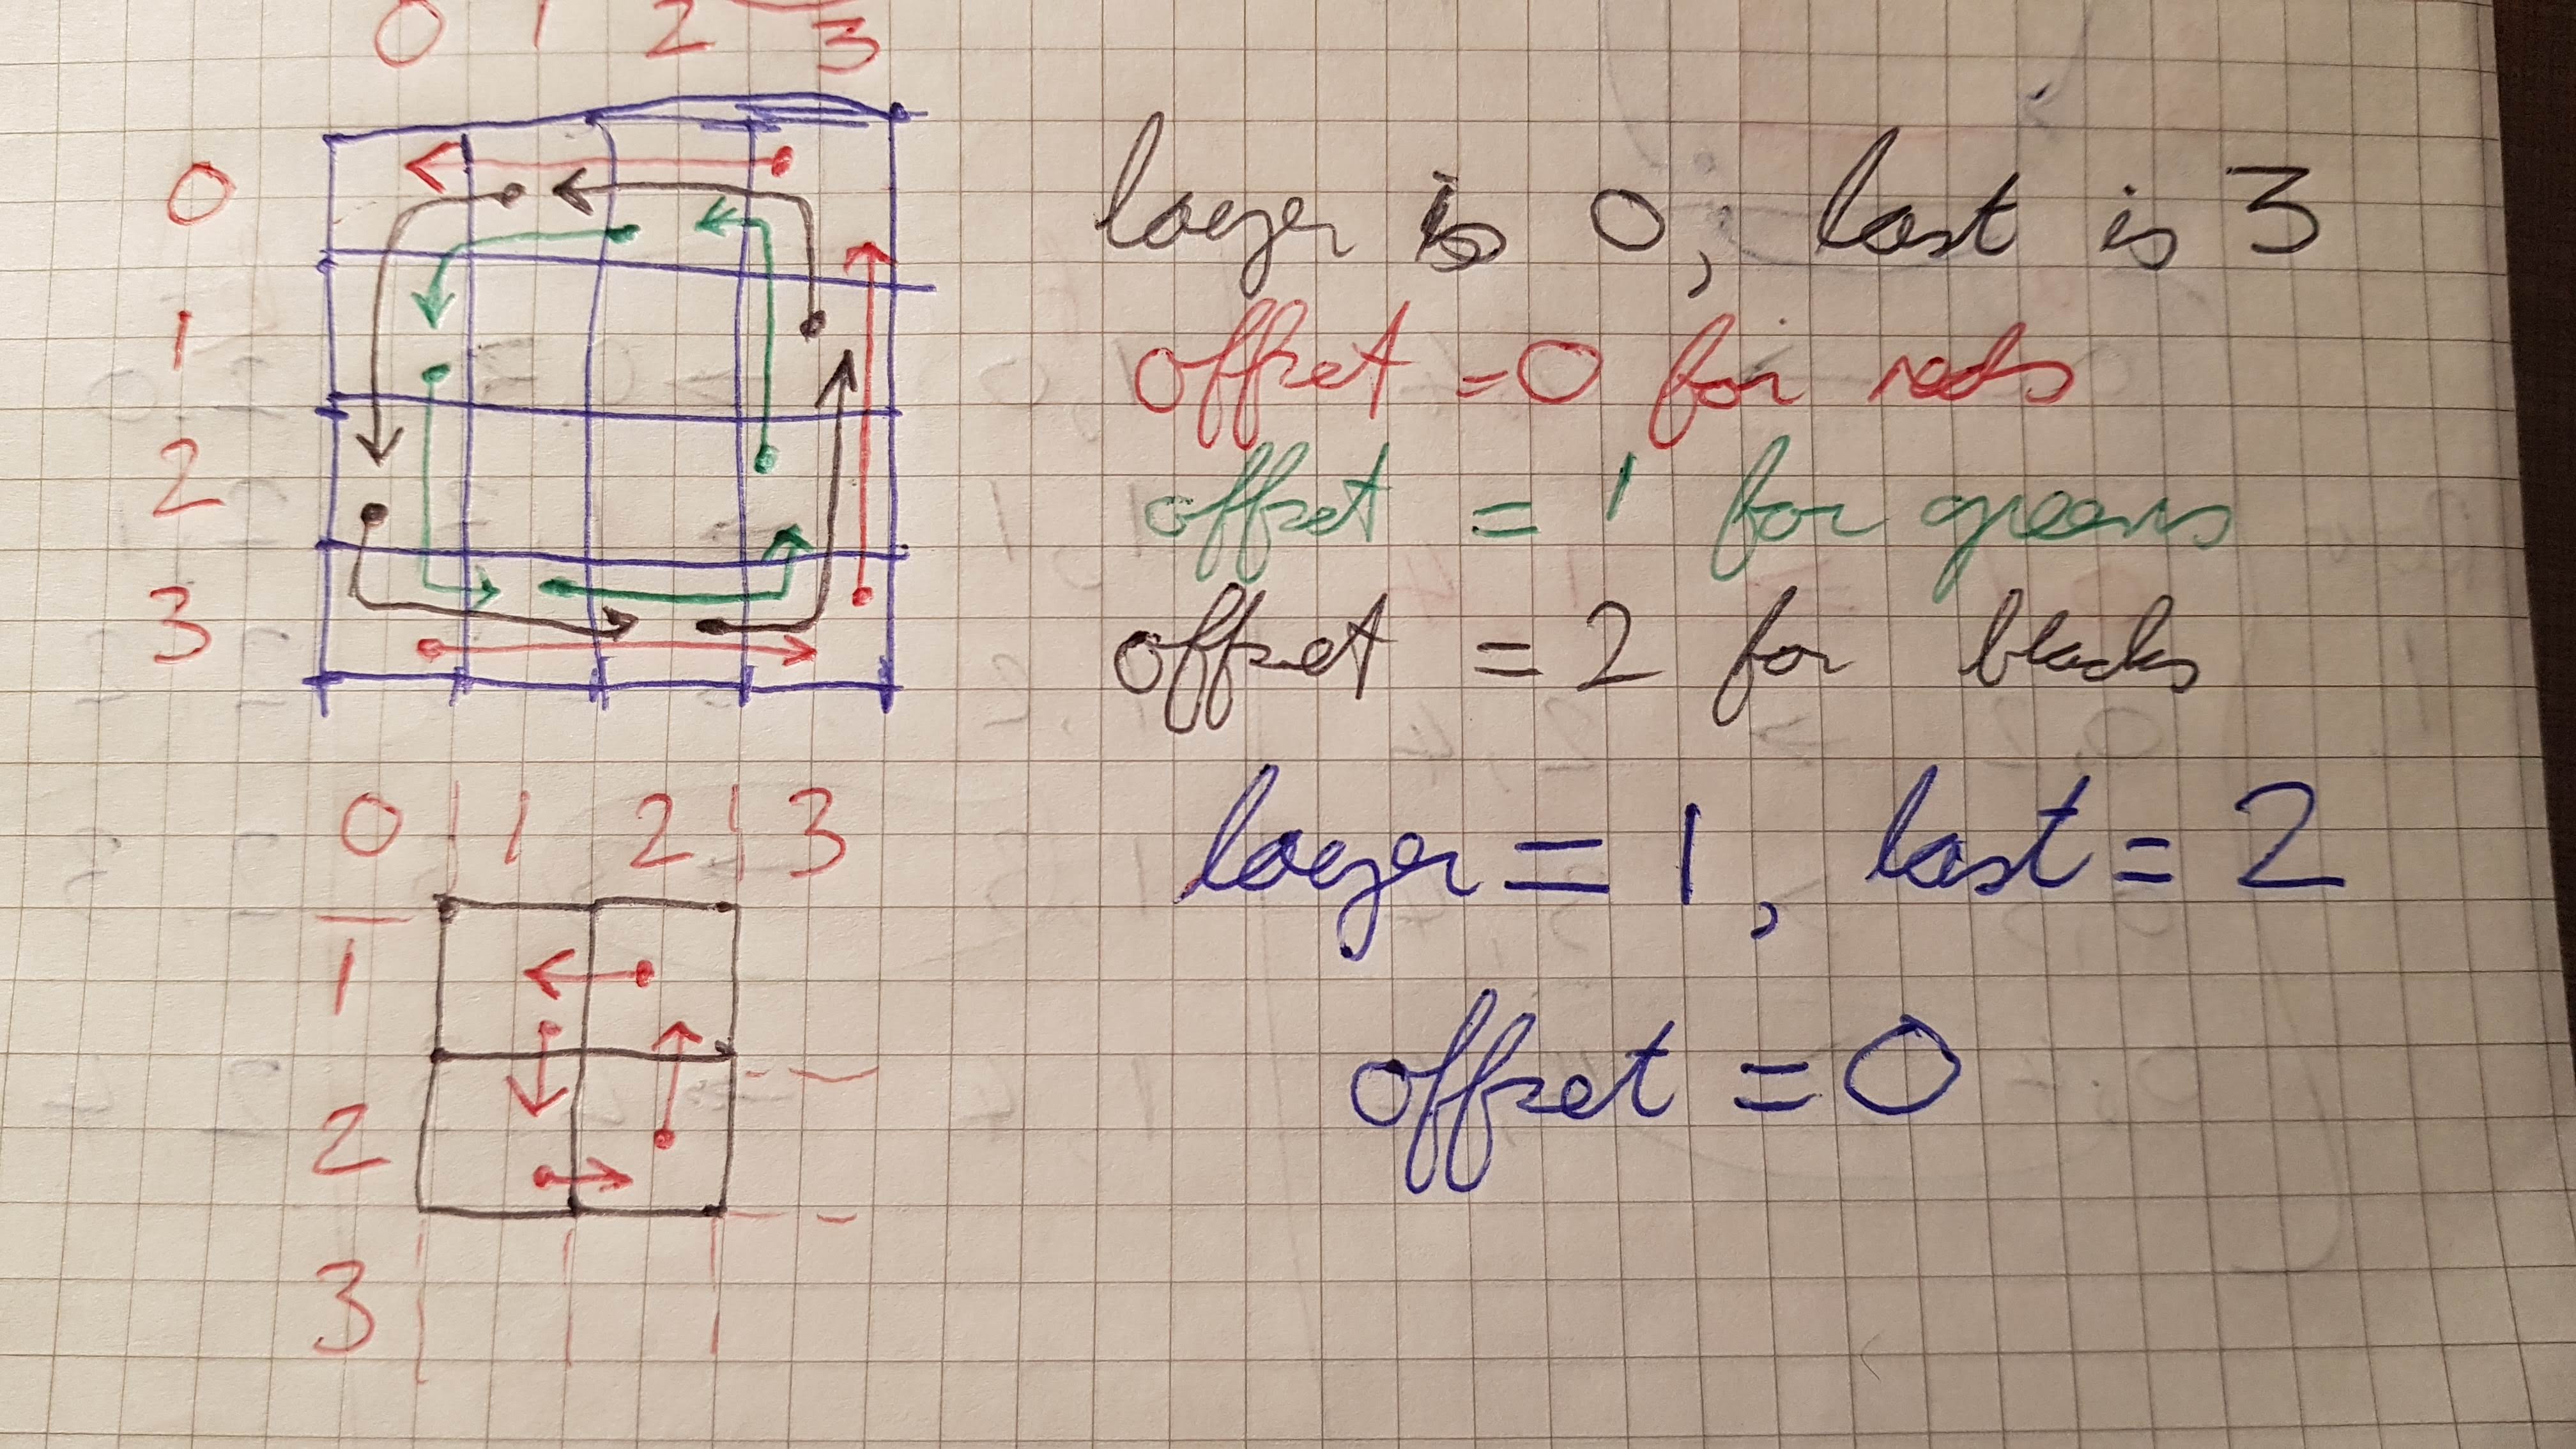 0 1 2 3
0
layer is 0, last is 3
1
offset =0 for reds
2
offset = 1 for greens
3
offset = 2 for blacks
0 1 2 3
layer = 1, last = 2
1
offset = 0
2
3